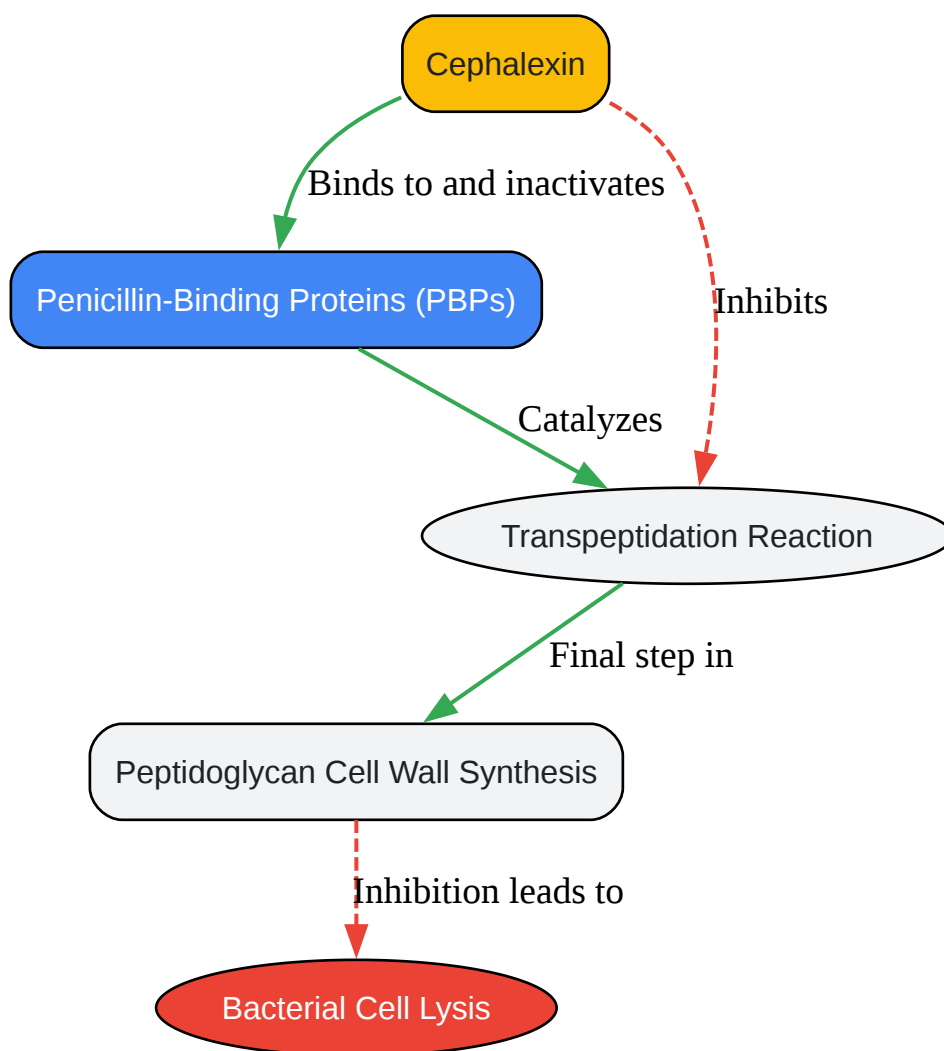 Cephalexin
Binds to and inactivates
Penicillin-Binding Proteins (PBPs)
Inhibits
Catalyzes
Transpeptidation Reaction
Final step in
Peptidoglycan Cell Wall Synthesis
Inhibition leads to
Bacterial Cell Lysis